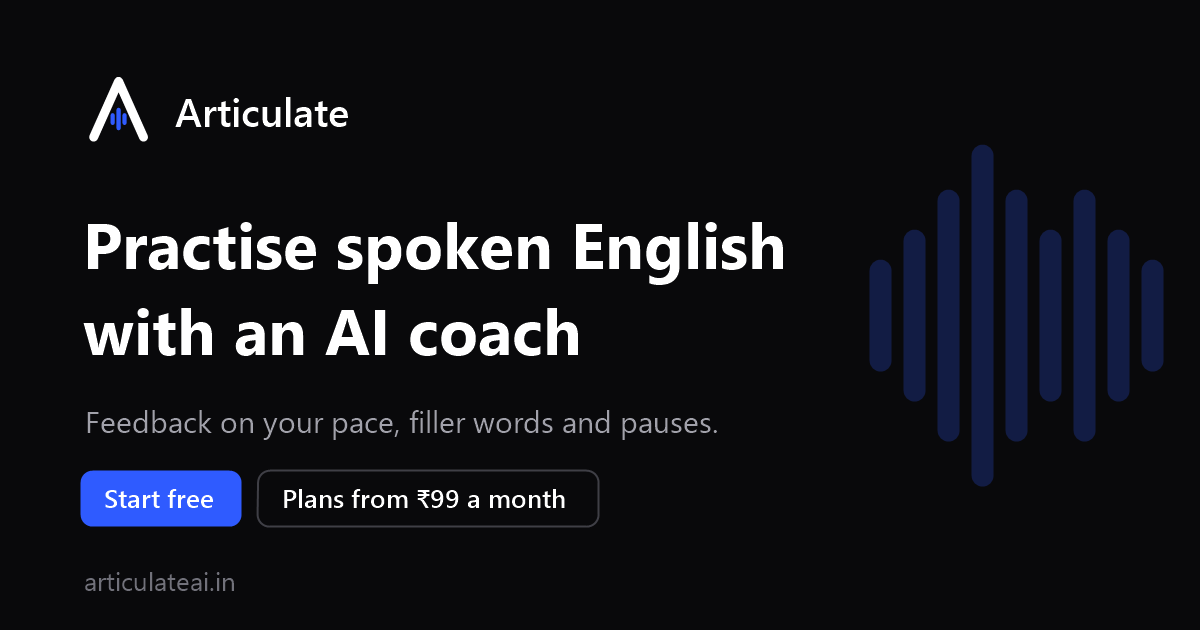 Articulate
Practise spoken English
with an AI coach
Feedback on your pace, filler words and pauses.
Start free
Plans from ₹99 a month
articulateai.in